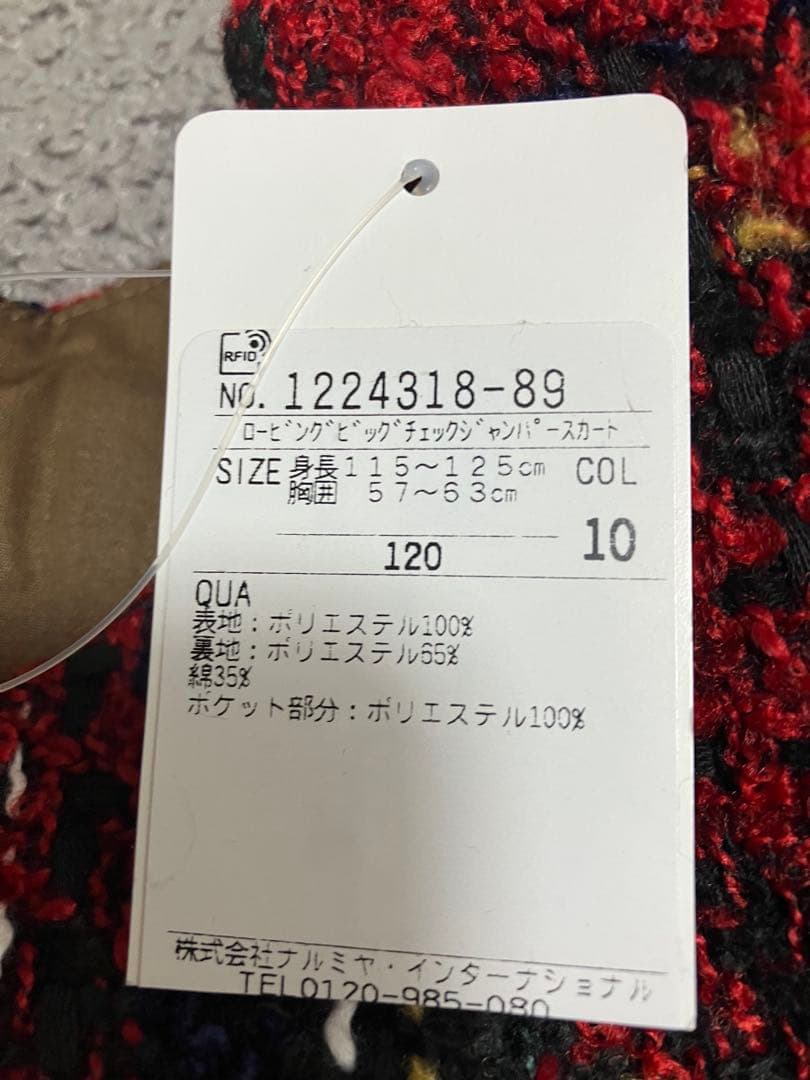 RFID
NO. 1224318-89
ロービングビッグチェックジャンパースカート
SIZE 身長115〜125cm COL
胸囲 57〜63cm
120 10
QUA
表地:ポリエステル100%
裏地:ポリエステル65%
綿35%
ポケット部分:ポリエステル100%
株式会社ナルミヤ・インターナショナル
TEL0120-985-080